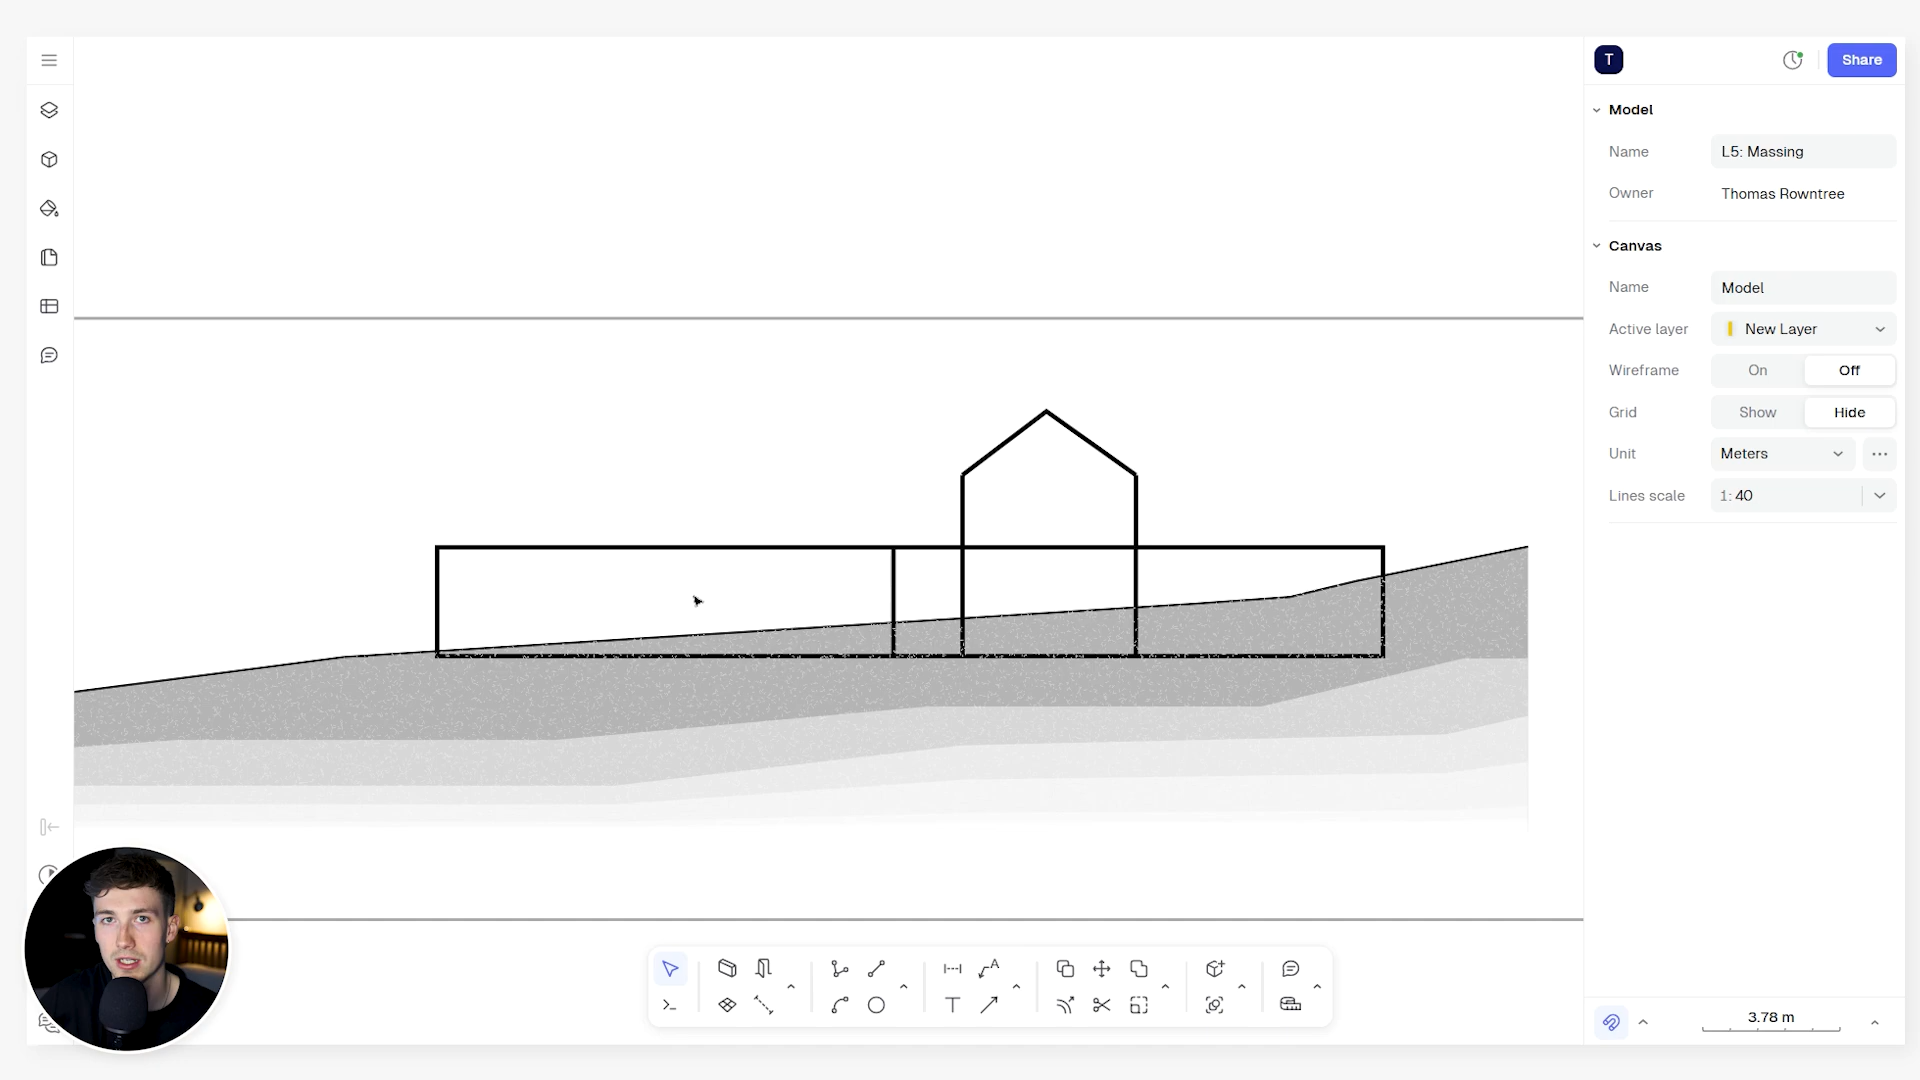 T
Share
Model
Name
L5: Massing
Owner
Thomas Rowntree
Canvas
Name
Model
Active layer
New Layer
Wireframe
On
Off
Grid
Show
Hide
Unit
Meters
Lines scale
1: 40
3.78 m